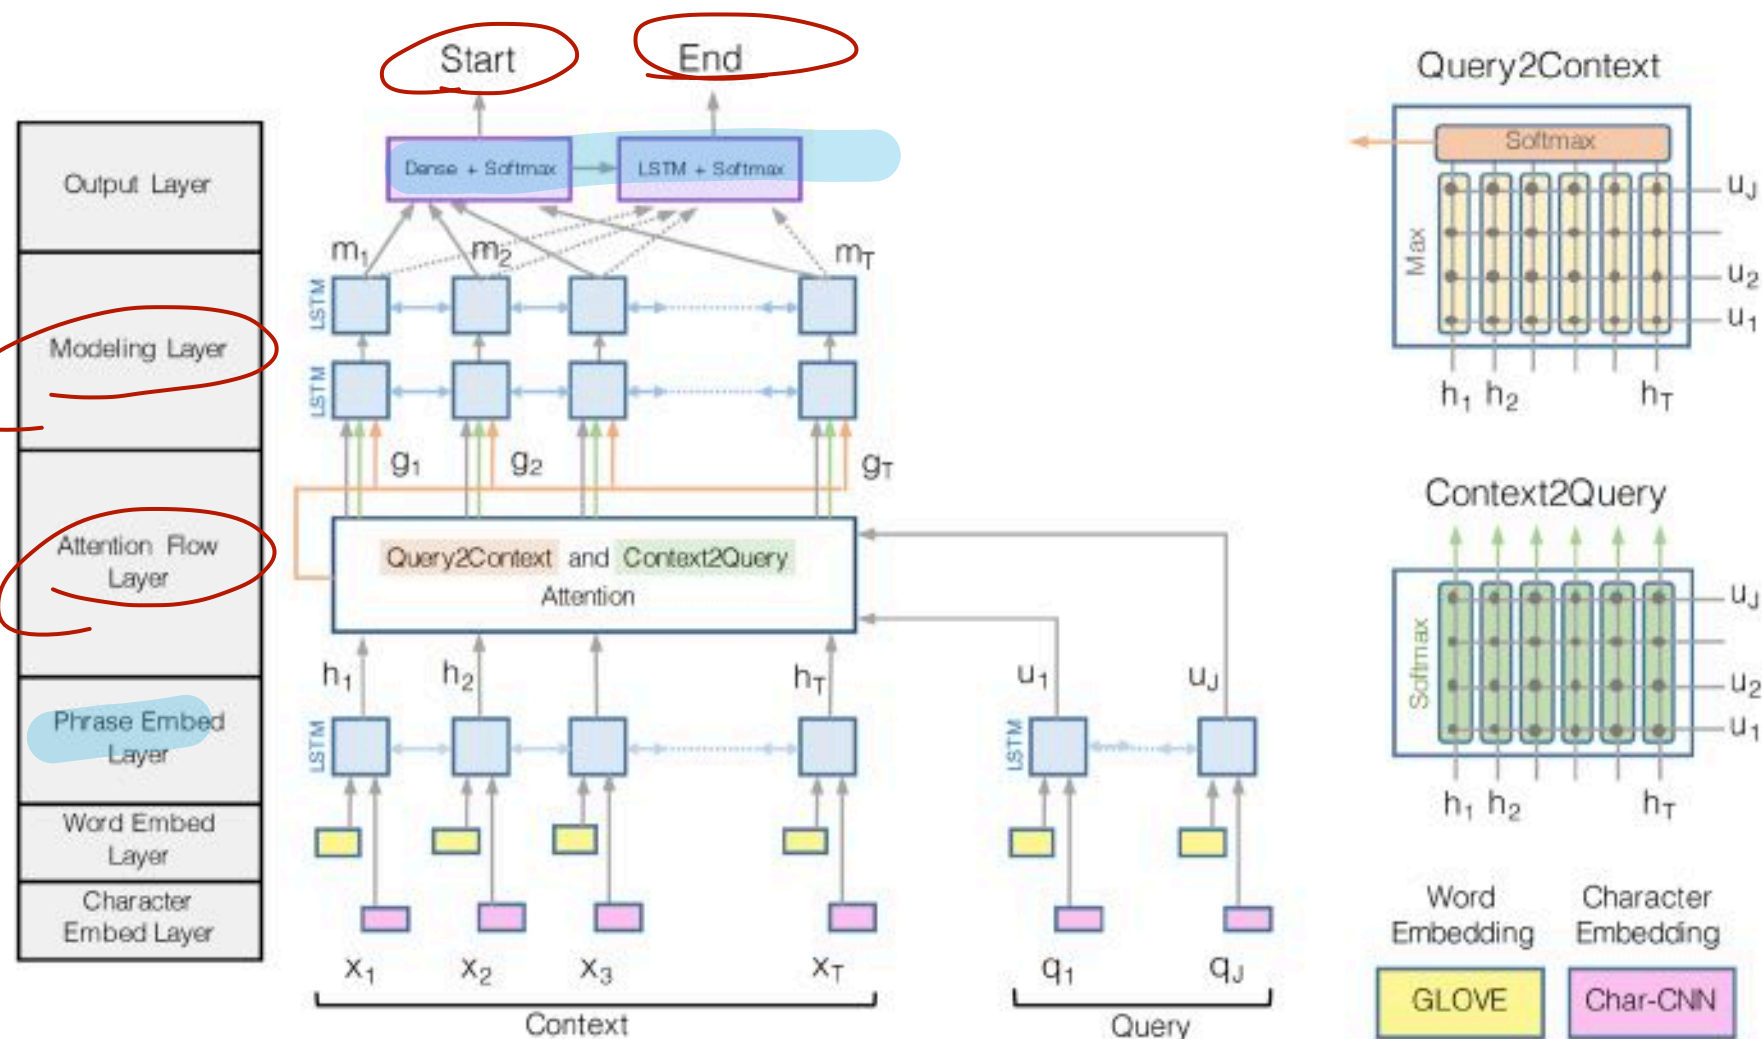 Start End
Query2Context
Output Layer
Dense + Softmax LSTM + Softmax
Softmax
Max
uJ
u2
u1
h1 h2 hT
m1 m2 mT
LSTM
Modeling Layer
LSTM
g1 g2 gT
Attention Flow
Layer
Query2Context and Context2Query
Attention
Context2Query
Softmax
uJ
u2
u1
h1 h2 hT
h1 h2 hT u1 uJ
Phrase Embed
Layer
LSTM LSTM
Word Embed
Layer
Character
Embed Layer
x1 x2 x3 xT q1 qJ
Context Query
Word
Embedding
Character
Embedding
GLOVE Char-CNN